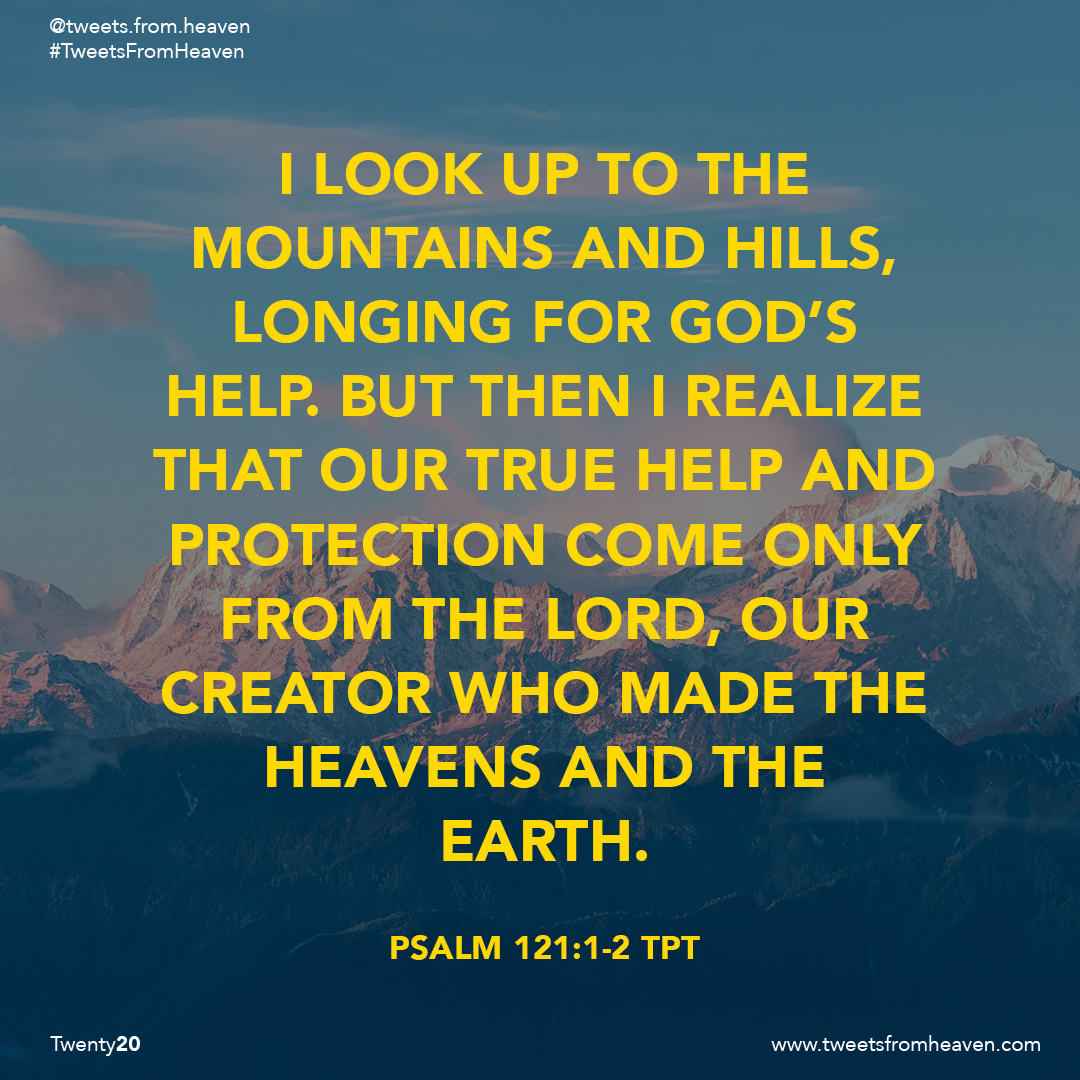 @tweets.from.heaven
#TweetsFromHeaven
I LOOK UP TO THE
MOUNTAINS AND HILLS,
LONGING FOR GOD’S
HELP. BUT THEN I REALIZE
THAT OUR TRUE HELP AND
PROTECTION COME ONLY
FROM THE LORD, OUR
CREATOR WHO MADE THE
HEAVENS AND THE
EARTH.
PSALM 121:1-2 TPT
Twenty20
www.tweetsfromheaven.com